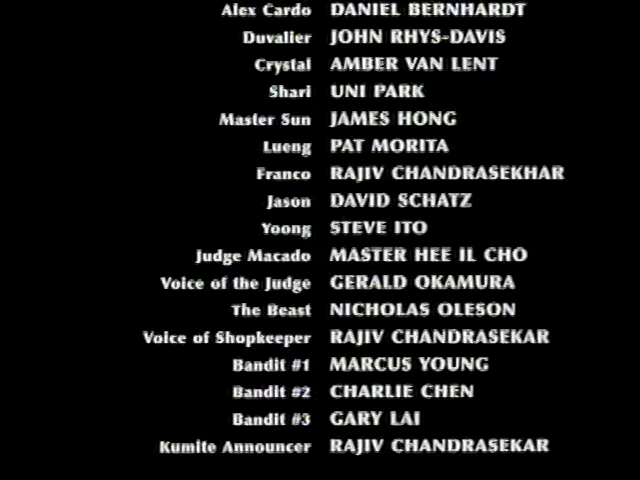 Alex Cardo DANIEL BERNHARDT
Duvalier JOHN RHYS-DAVIS
Crystal AMBER VAN LENT
Shari UNI PARK
Master Sun JAMES HONG
Lueng PAT MORITA
Franco RAJIV CHANDRASEKHAR
Jason DAVID SCHATZ
Yoong STEVE ITO
Judge Macado MASTER HEE IL CHO
Voice of the Judge GERALD OKAMURA
The Beast NICHOLAS OLESON
Voice of Shopkeeper RAJIV CHANDRASEKAR
Bandit #1 MARCUS YOUNG
Bandit #2 CHARLIE CHEN
Bandit #3 GARY LAI
Kumite Announcer RAJIV CHANDRASEKAR